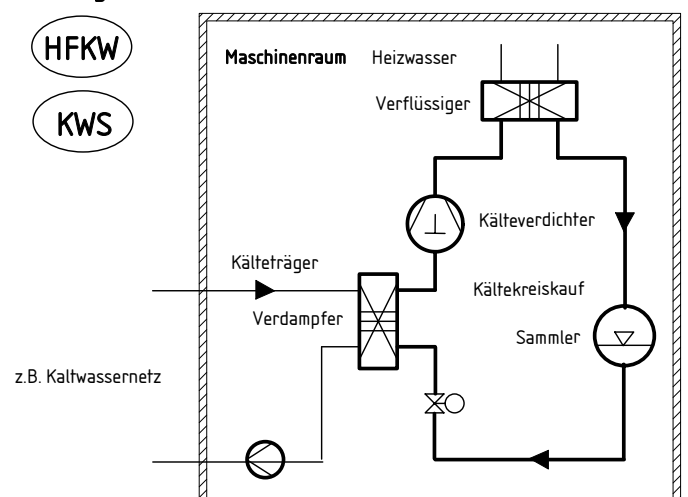 HFKW
KWS
Maschinenraum
Heizwasser
Verflüssiger
Kälteverdichter
Kälteträger
Verdampfer
Kältekreiskauf
Sammler
z.B. Kaltwassernetz